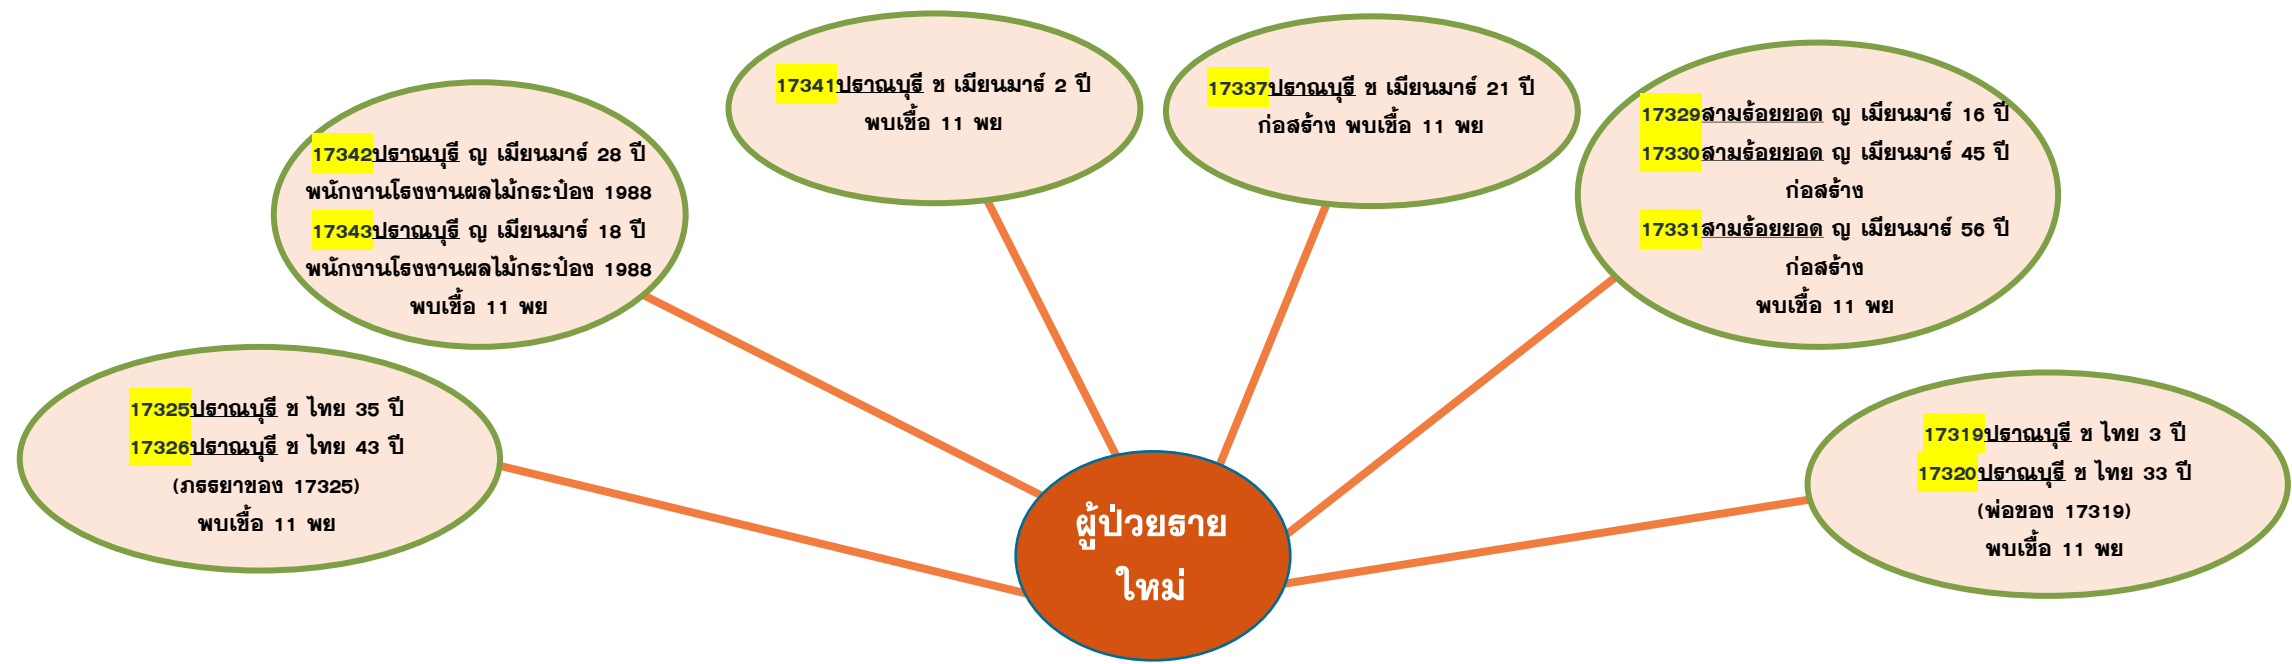 17341ปราณบุรี ช เมียนมาร์ 2 ปี
พบเชื้อ 11 พย
17337ปราณบุรี ช เมียนมาร์ 21 ปี
ก่อสร้าง พบเชื้อ 11 พย
17342ปราณบุรี ญ เมียนมาร์ 28 ปี
พนักงานโรงงานผลไม้กระป๋อง 1988
17343ปราณบุรี ญ เมียนมาร์ 18 ปี
พนักงานโรงงานผลไม้กระป๋อง 1988
พบเชื้อ 11 พย
17329สามร้อยยอด ญ เมียนมาร์ 16 ปี
17330สามร้อยยอด ญ เมียนมาร์ 45 ปี
ก่อสร้าง
17331สามร้อยยอด ญ เมียนมาร์ 56 ปี
ก่อสร้าง
พบเชื้อ 11 พย
17325ปราณบุรี ช ไทย 35 ปี
17326ปราณบุรี ช ไทย 43 ปี
(ภรรยาของ 17325)
พบเชื้อ 11 พย
17319ปราณบุรี ช ไทย 3 ปี
17320ปราณบุรี ช ไทย 33 ปี
(พ่อของ 17319)
พบเชื้อ 11 พย
ผู้ป่วยราย
ใหม่